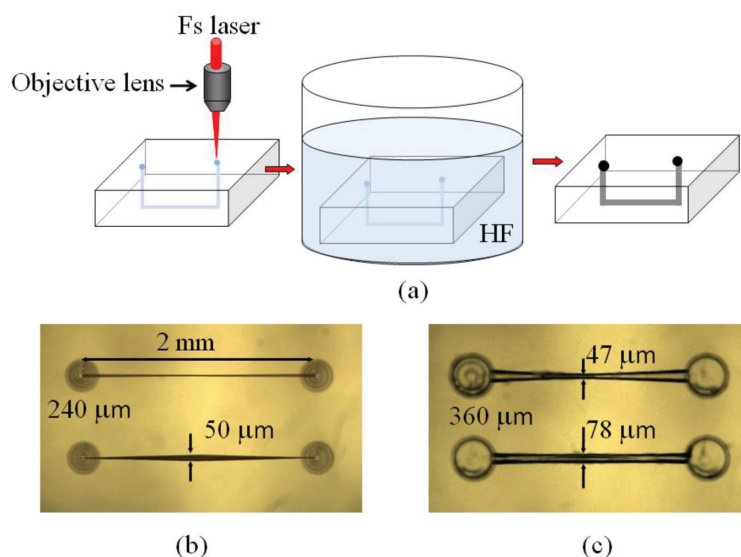 Fs laser
Objective lens
HF
(a)
2 mm
240 μm
50 μm
47 μm
360 μm
78 μm
(b)
(c)